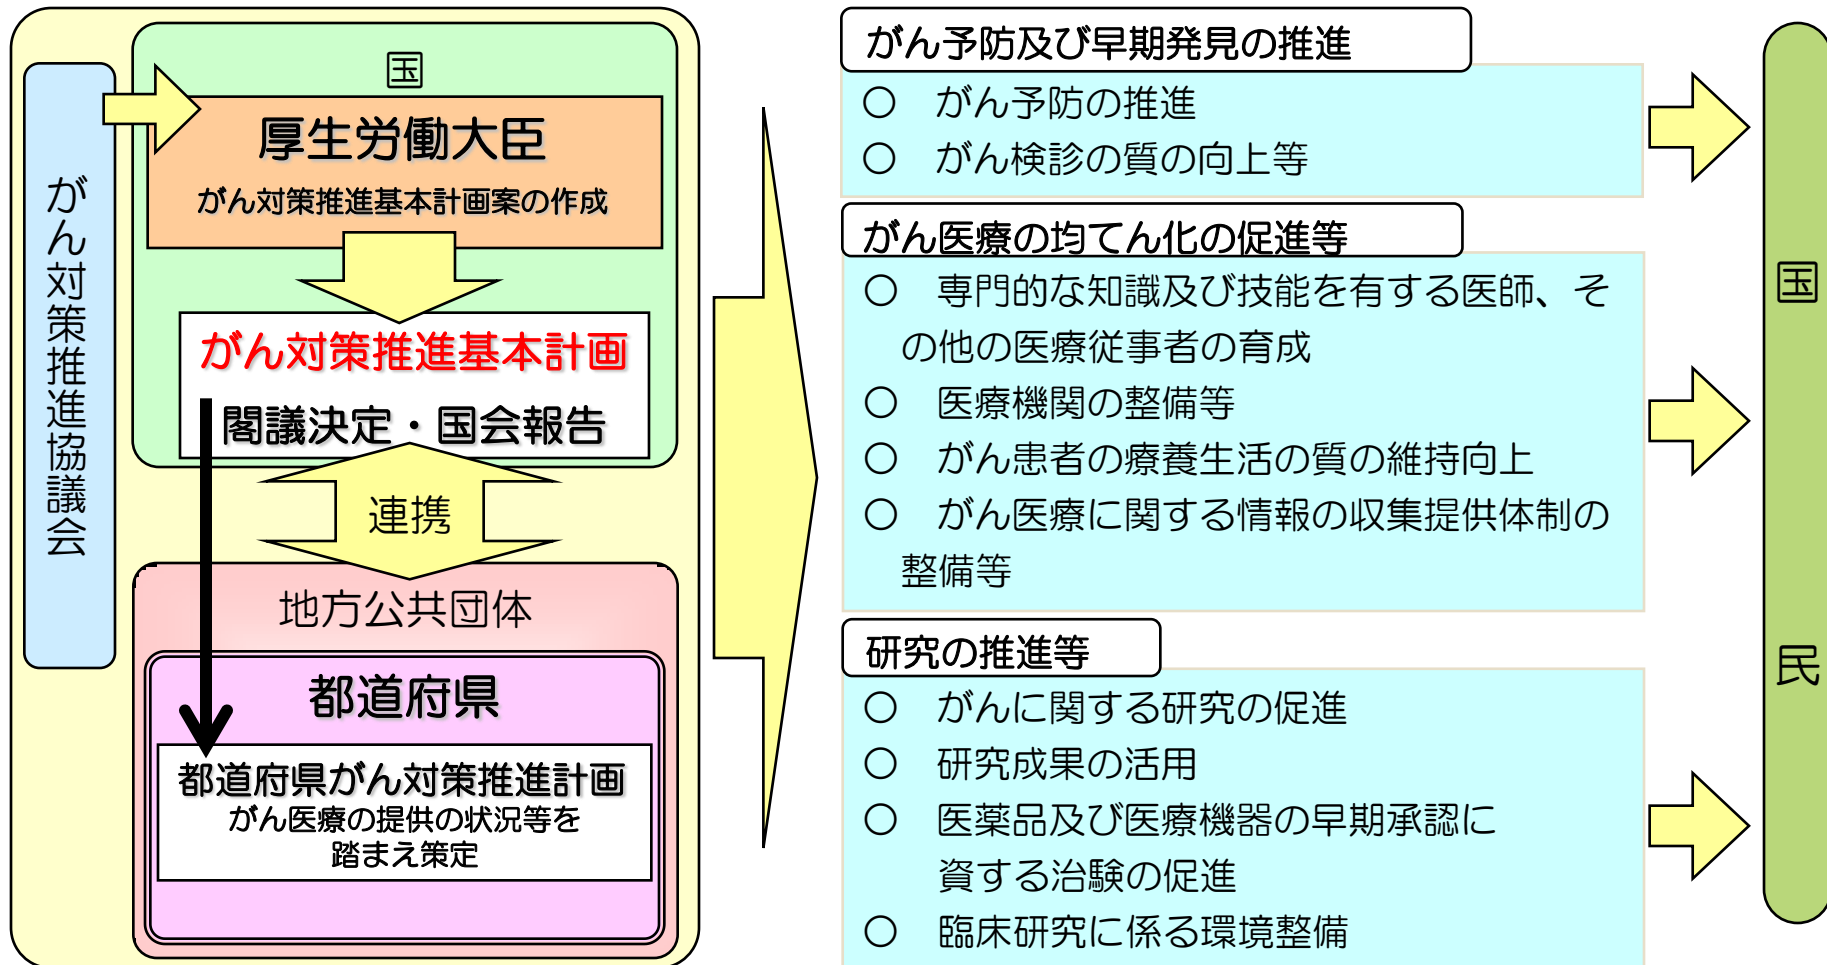 がん対策推進協議会
国
厚生労働大臣
がん対策推進基本計画案の作成
がん対策推進基本計画
閣議決定・国会報告
連携
地方公共団体
都道府県
都道府県がん対策推進計画
がん医療の提供の状況等を
踏まえ策定
がん予防及び早期発見の推進
○　がん予防の推進
○　がん検診の質の向上等
がん医療の均てん化の促進等
○　専門的な知識及び技能を有する医師、そ
の他の医療従事者の育成
○　医療機関の整備等
○　がん患者の療養生活の質の維持向上
○　がん医療に関する情報の収集提供体制の
整備等
研究の推進等
○　がんに関する研究の促進
○　研究成果の活用
○　医薬品及び医療機器の早期承認に
資する治験の促進
○　臨床研究に係る環境整備
国民